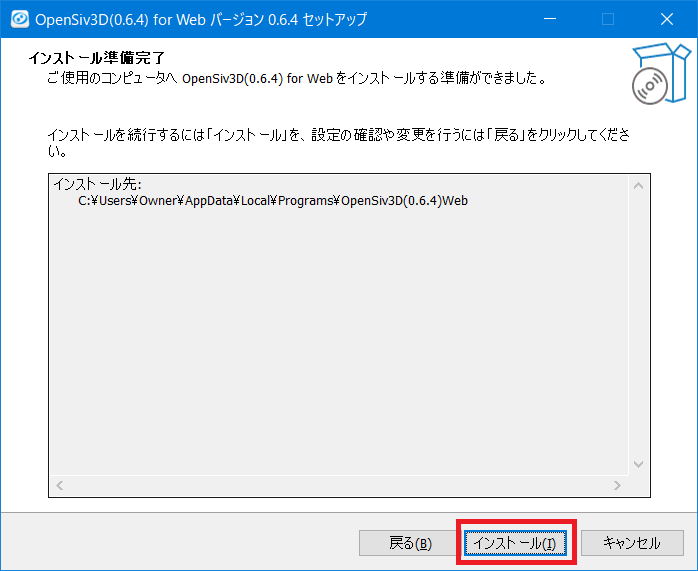 OpenSiv3D(0.6.4) for Web バージョン 0.6.4 セットアップ
インストール準備完了
ご使用のコンピュータへ OpenSiv3D(0.6.4) for Web をインストールする準備ができました。
インストールを続行するには「インストール」を、設定の確認や変更を行うには「戻る」をクリックしてくださ
い。
インストール先:
C:¥Users¥Owner¥AppData¥Local¥Programs¥OpenSiv3D(0.6.4)Web
戻る(B)
インストール(I)
キャンセル